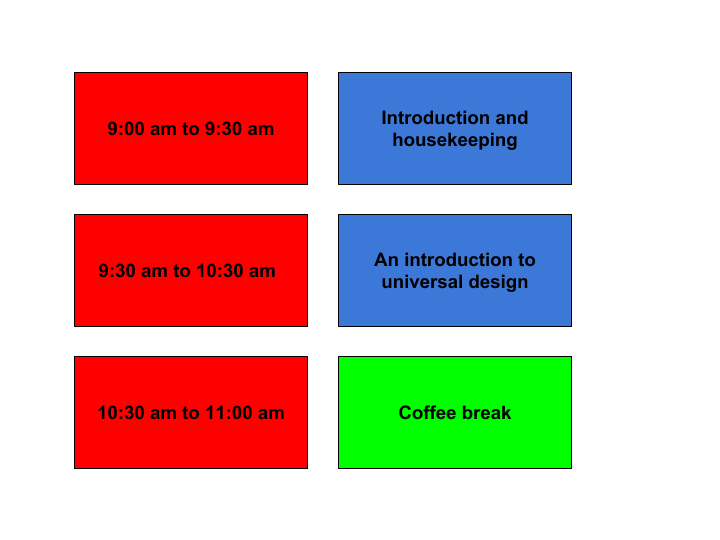 9:00 am to 9:30 am
Introduction and
housekeeping
9:30 am to 10:30 am
An introduction to
universal design
10:30 am to 11:00 am
Coffee break